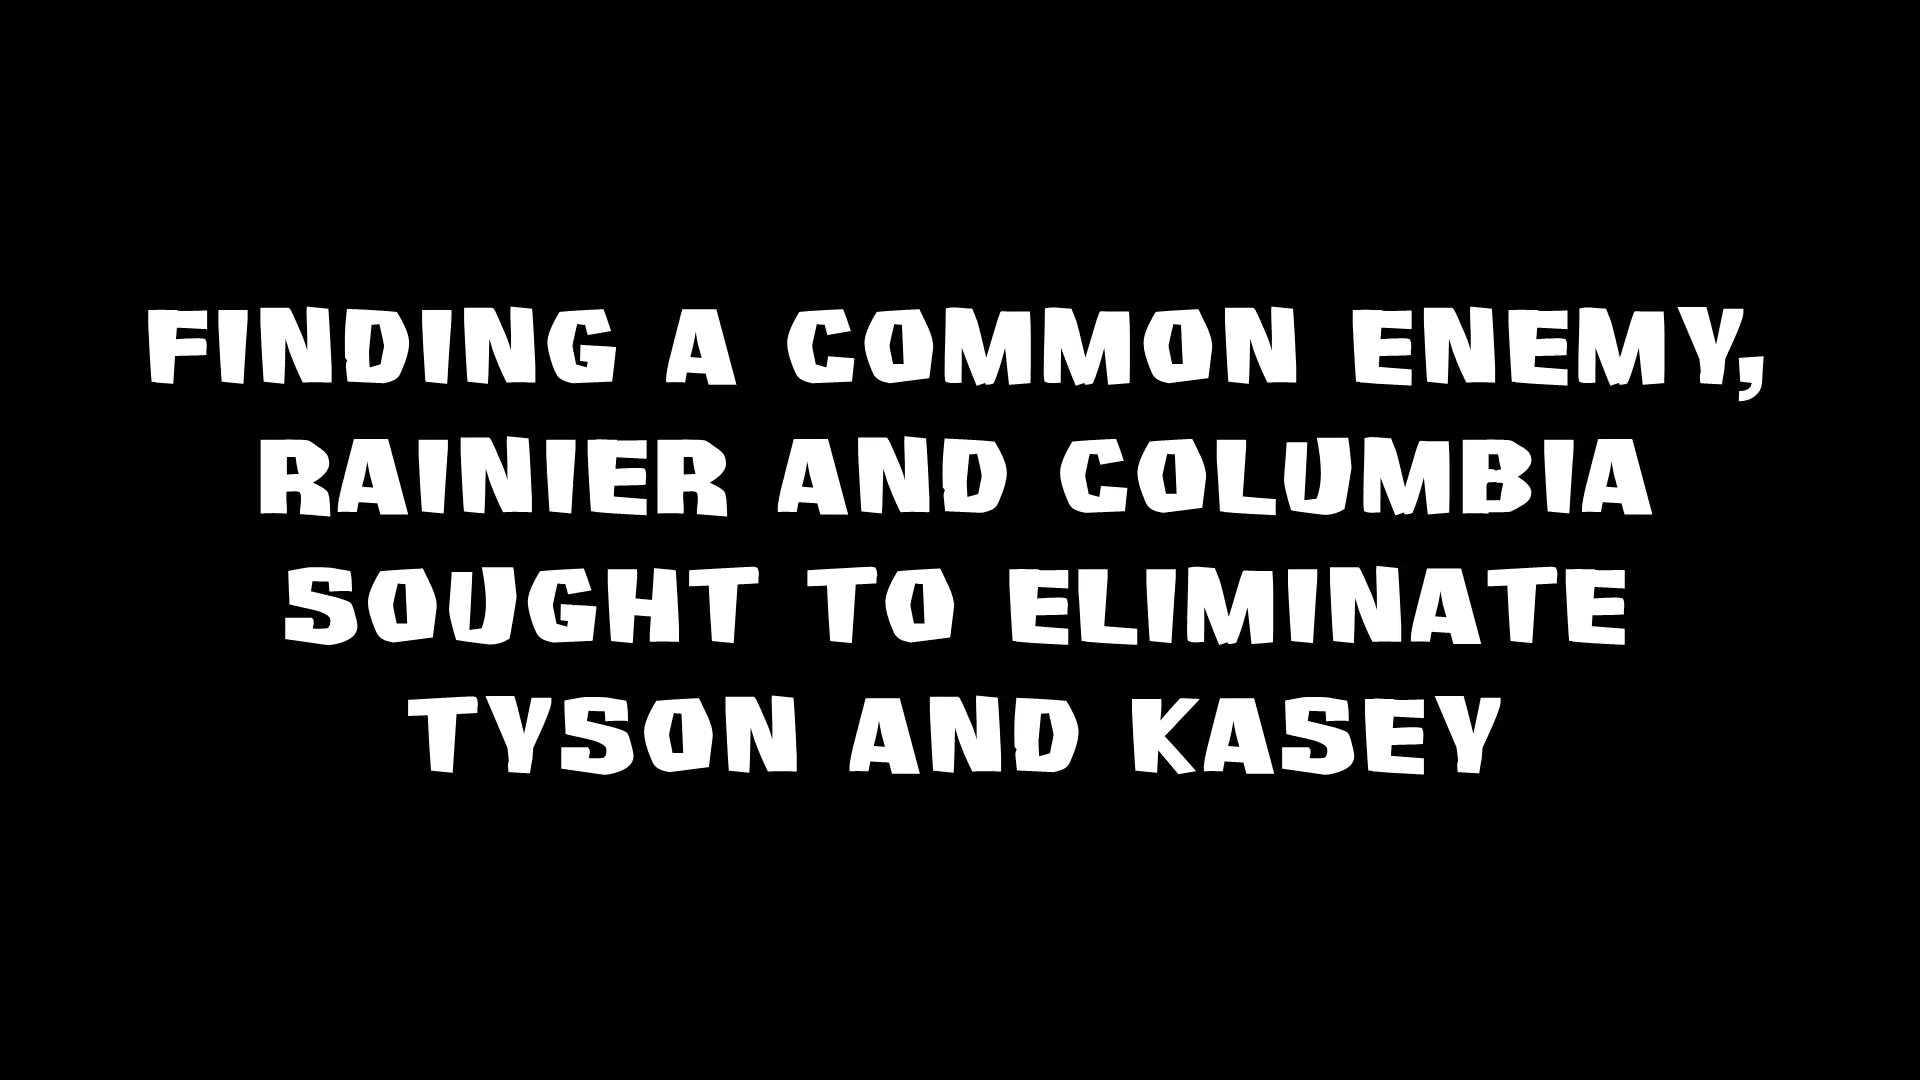 FINDING A COMMON ENEMY,
RAINIER AND COLUMBIA
SOUGHT TO ELIMINATE
TYSON AND KASEY